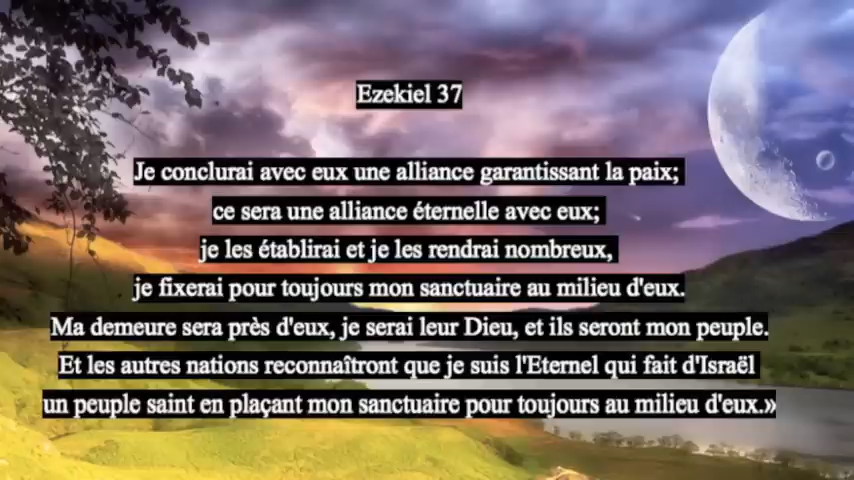 Ezekiel 37
Je conclurai avec eux une alliance garantissant la paix;
ce sera une alliance éternelle avec eux;
je les établirai et je les rendrai nombreux,
je fixerai pour toujours mon sanctuaire au milieu d'eux.
Ma demeure sera près d'eux, je serai leur Dieu, et ils seront mon peuple.
Et les autres nations reconnaîtront que je suis l'Eternel qui fait d'Israël
un peuple saint en plaçant mon sanctuaire pour toujours au milieu d'eux.»